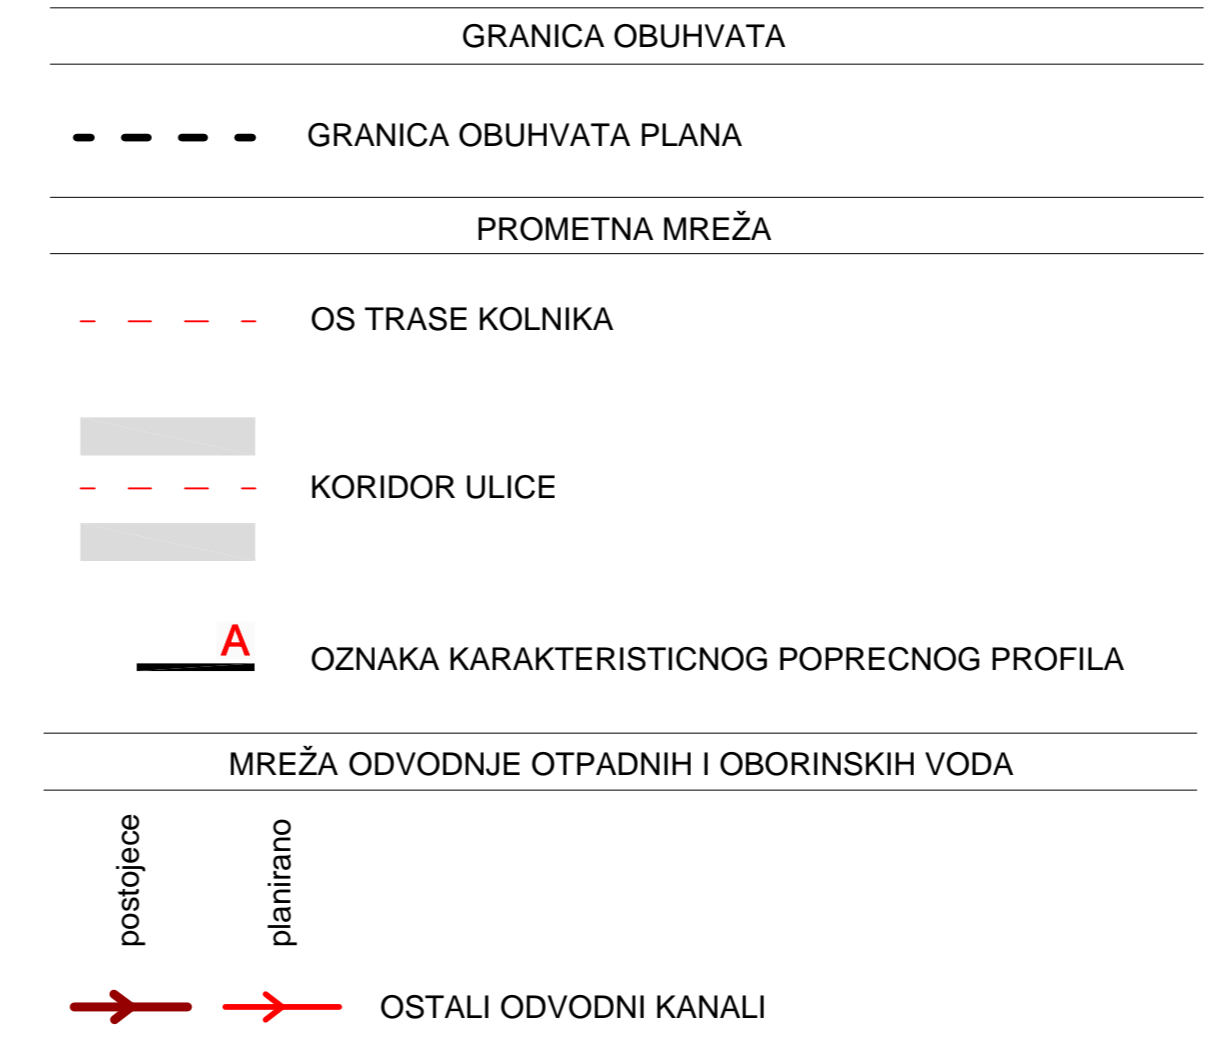 GRANICA OBUHVATA
GRANICA OBUHVATA PLANA
PROMETNA MREŽA
OS TRASE KOLNIKA
KORIDOR ULICE
A
OZNAKA KARAKTERISTICNOG POPRECNOG PROFILA
MREŽA ODVODNJE OTPADNIH I OBORINSKIH VODA
postojece
planirano
OSTALI ODVODNI KANALI